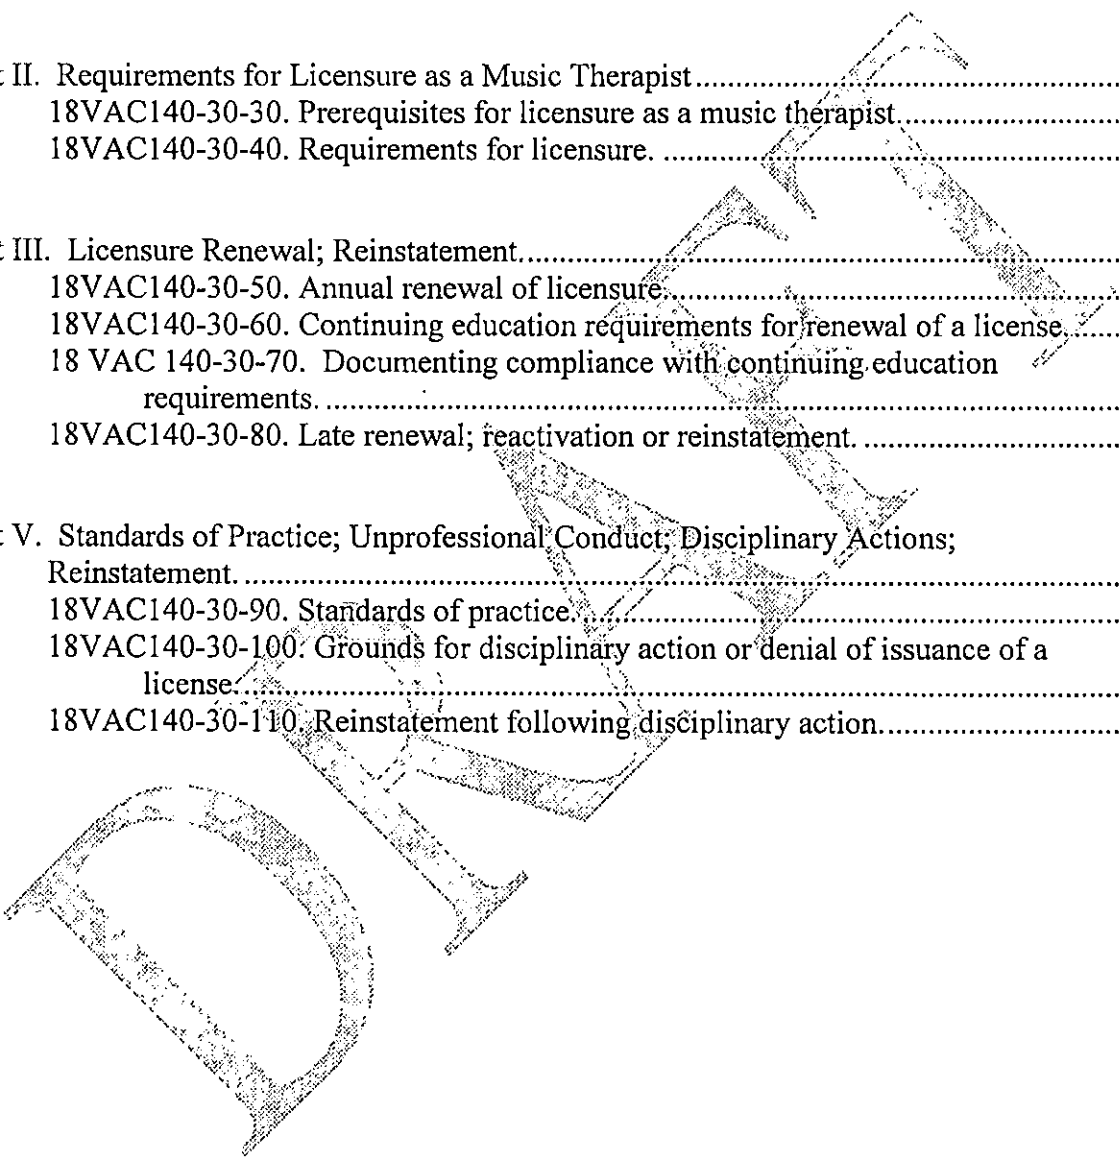 t II. Requirements for Licensure as a Music Therapist
18VAC140-30-30. Prerequisites for licensure as a music therapist.
18VAC140-30-40. Requirements for licensure.
t III. Licensure Renewal; Reinstatement.
18VAC140-30-50. Annual renewal of licensure.
18VAC140-30-60. Continuing education requirements for renewal of a license.
18 VAC 140-30-70. Documenting compliance with continuing education
requirements.
18VAC140-30-80. Late renewal; reactivation or reinstatement.
t V. Standards of Practice; Unprofessional Conduct; Disciplinary Actions;
Reinstatement.
18VAC140-30-90. Standards of practice.
18VAC140-30-100. Grounds for disciplinary action or denial of issuance of a
license.
18VAC140-30-110. Reinstatement following disciplinary action.
DRAFT